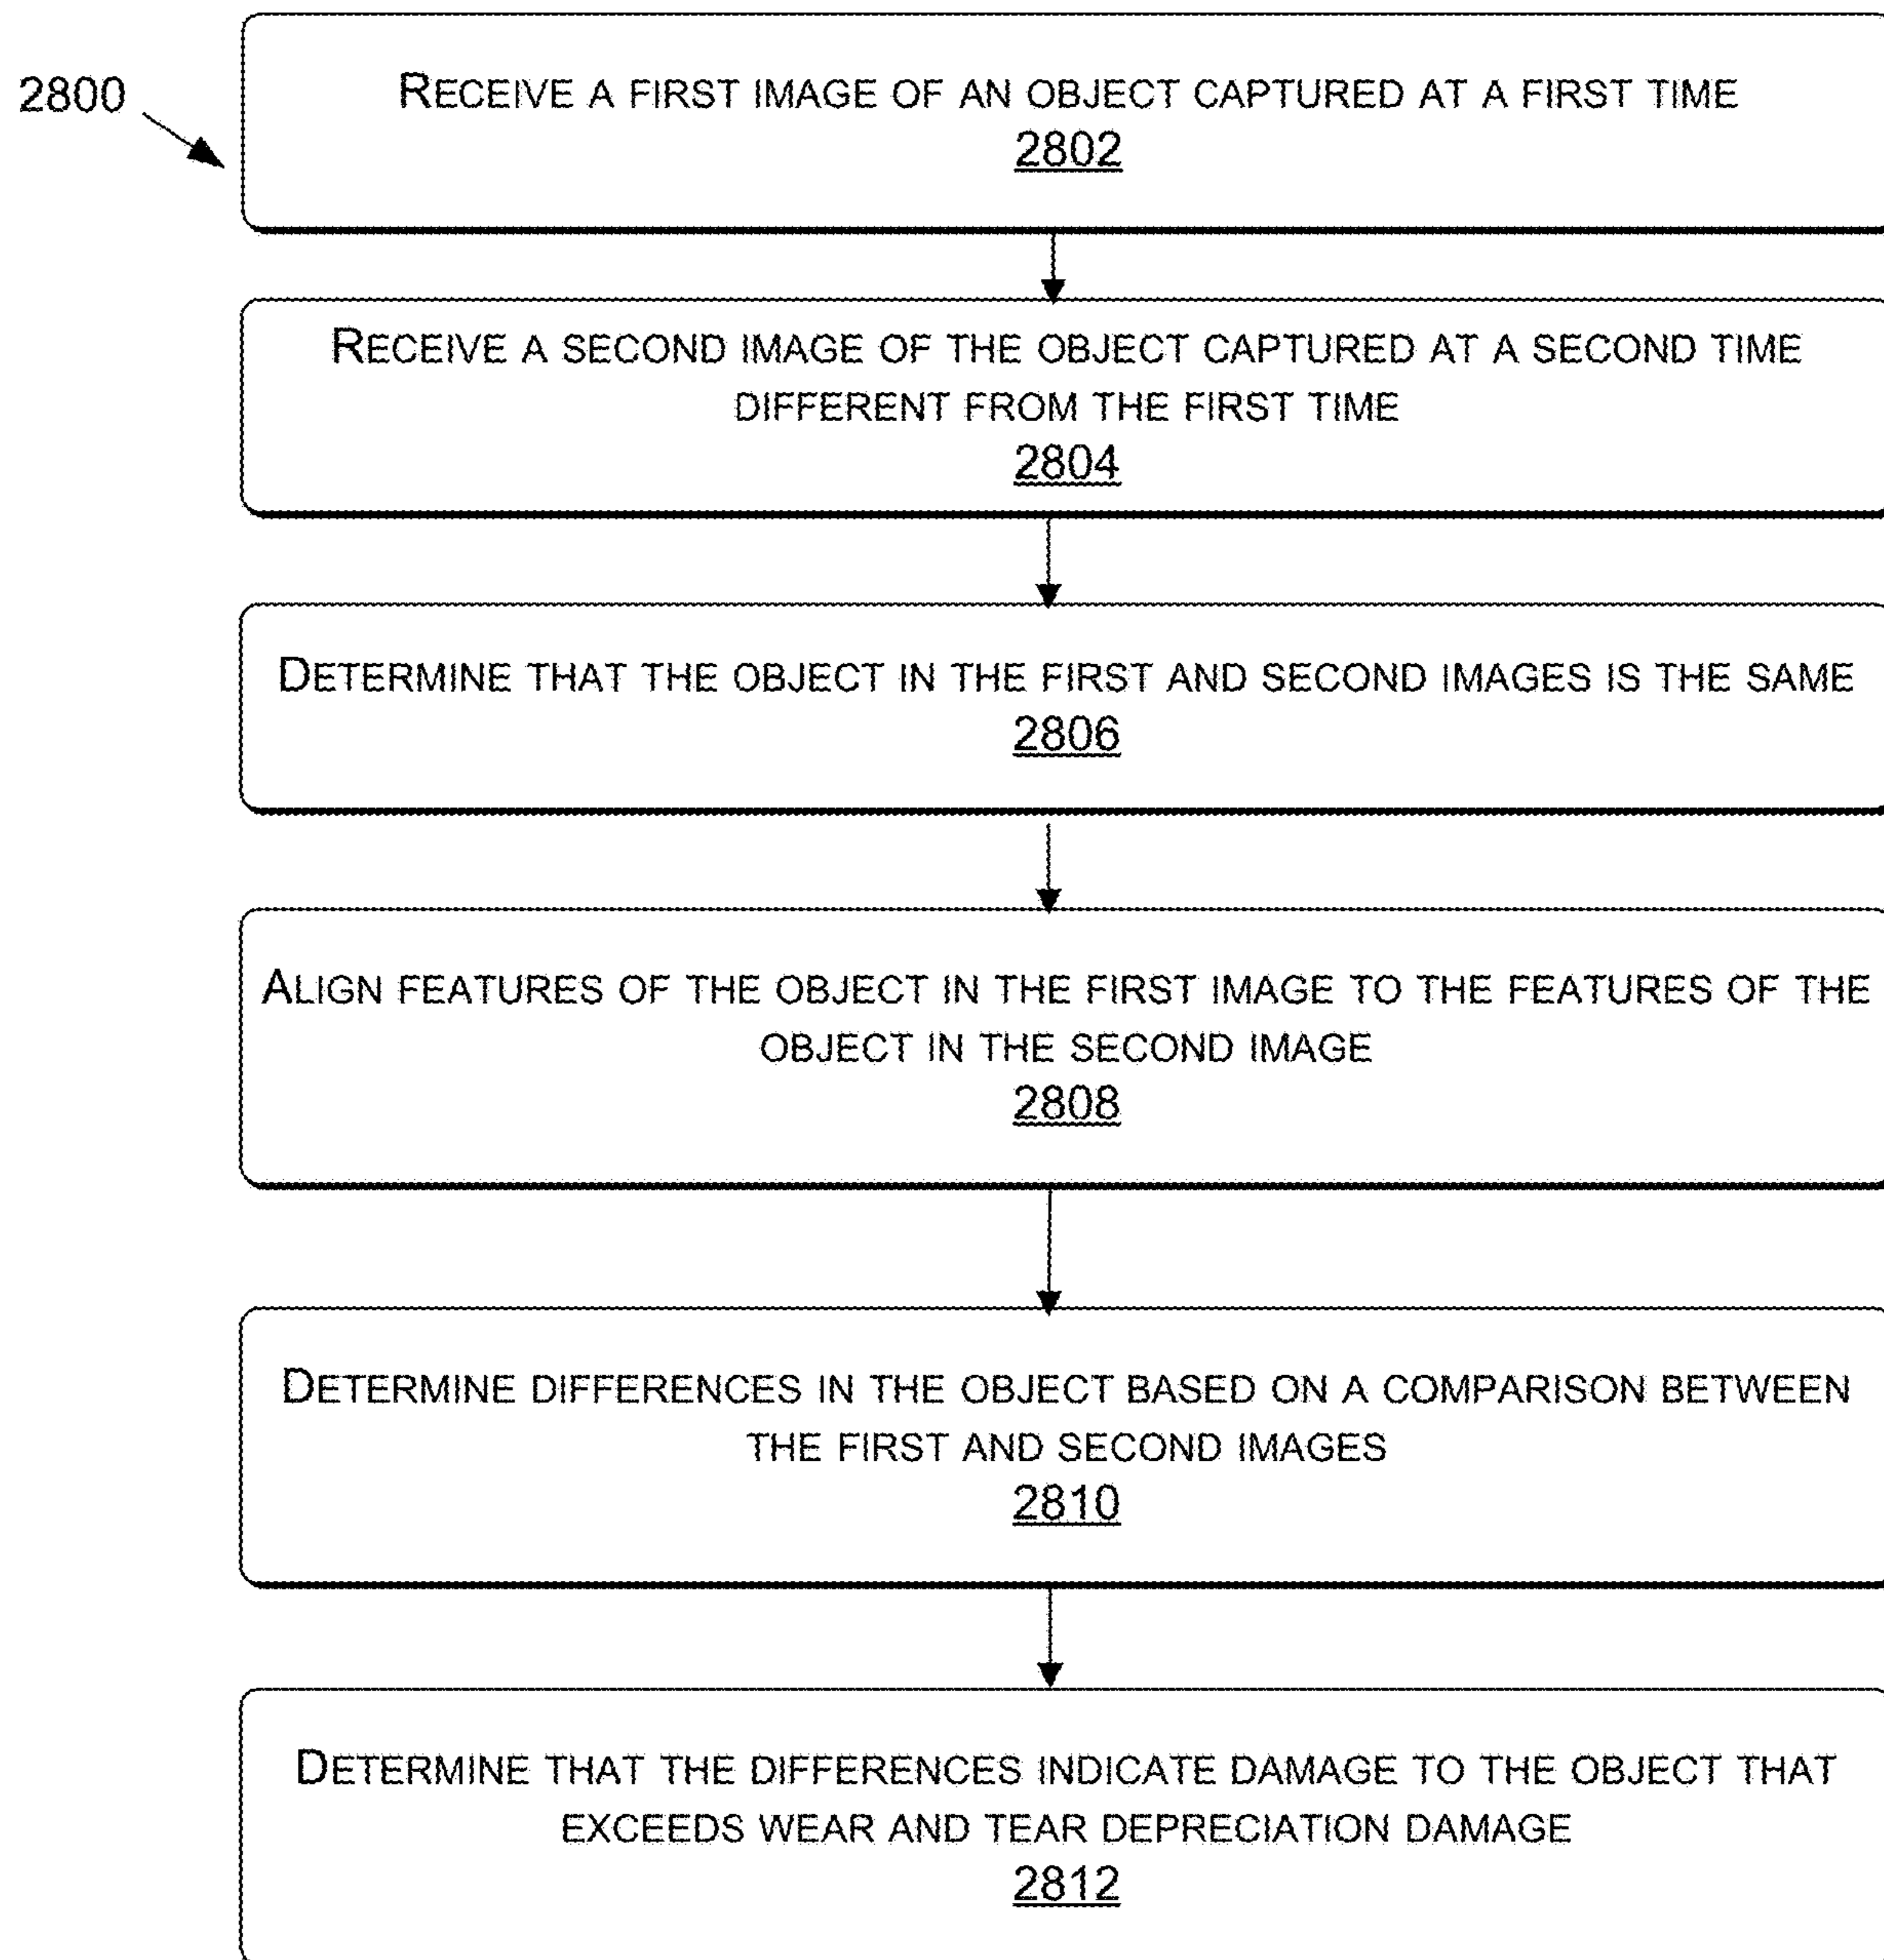 2800
RECEIVE A FIRST IMAGE OF AN OBJECT CAPTURED AT A FIRST TIME
2802
RECEIVE A SECOND IMAGE OF THE OBJECT CAPTURED AT A SECOND TIME
DIFFERENT FROM THE FIRST TIME
2804
DETERMINE THAT THE OBJECT IN THE FIRST AND SECOND IMAGES IS THE SAME
2806
ALIGN FEATURES OF THE OBJECT IN THE FIRST IMAGE TO THE FEATURES OF THE
OBJECT IN THE SECOND IMAGE
2808
DETERMINE DIFFERENCES IN THE OBJECT BASED ON A COMPARISON BETWEEN
THE FIRST AND SECOND IMAGES
2810
DETERMINE THAT THE DIFFERENCES INDICATE DAMAGE TO THE OBJECT THAT
EXCEEDS WEAR AND TEAR DEPRECIATION DAMAGE
2812